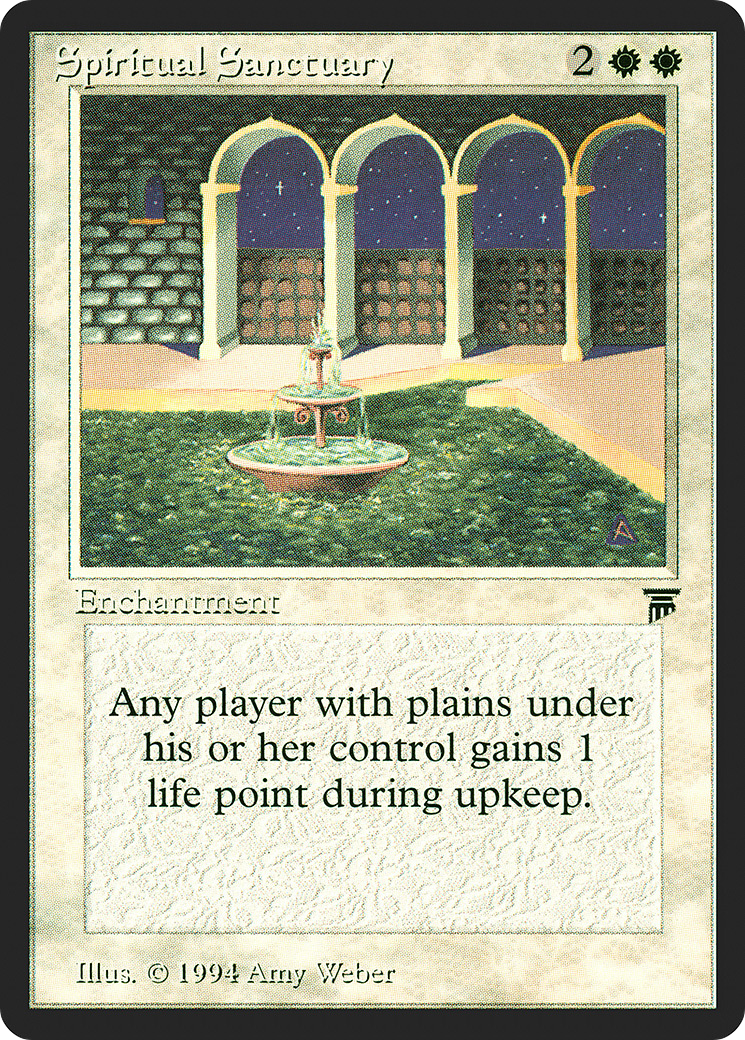 Spiritual Sanctuary 2
A
Enchantment
Any player with plains under
his or her control gains 1
life point during upkeep.
Illus. © 1994 Amy Weber